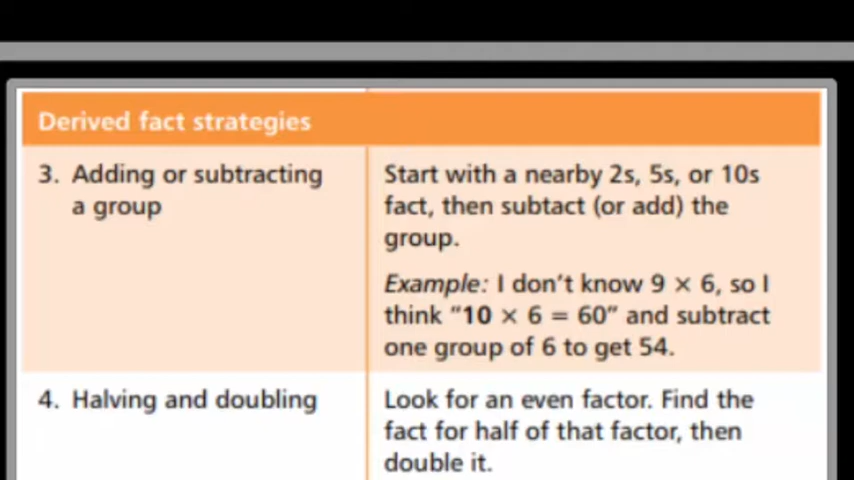 Derived fact strategies
3. Adding or subtracting
a group
Start with a nearby 2s, 5s, or 10s
fact, then subtact (or add) the
group.
Example: I don't know 9 × 6, so I
think "10 × 6 = 60" and subtract
one group of 6 to get 54.
4. Halving and doubling
Look for an even factor. Find the
fact for half of that factor, then
double it.